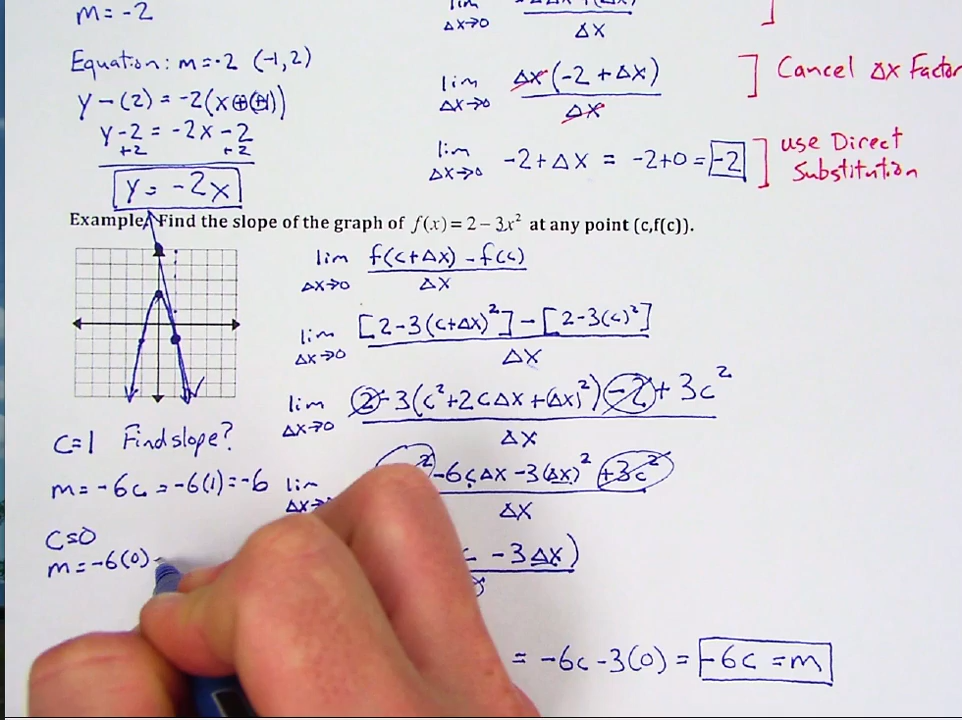 m = -2
Equation: m = -2 (-1,2)
y - (2) = -2(x⊕(+1))
y - 2 = -2x - 2
+2 +2
y = -2x
lim Δx→0
Δx
lim Δx→0 Δx(-2 + Δx) / Δx ] Cancel Δx Factor
lim Δx→0 -2 + Δx = -2+0 = -2 ] use Direct
Substitution
Example: Find the slope of the graph of f(x) = 2 – 3x² at any point (c,f(c)).
lim Δx→0 f(c+Δx) - f(c) / Δx
lim Δx→0 [2-3(c+Δx)²] - [2-3(c)²] / Δx
lim Δx→0 2 - 3(c²+2cΔx+(Δx)²) - 2 + 3c² / Δx
C=1 Find slope?
m = -6c = -6(1) = -6
lim Δx→ ² - 6cΔx - 3(Δx)² + 3c² / Δx
C=0
m = -6(0) =
- 3Δx)
= -6c - 3(0) = -6c = m